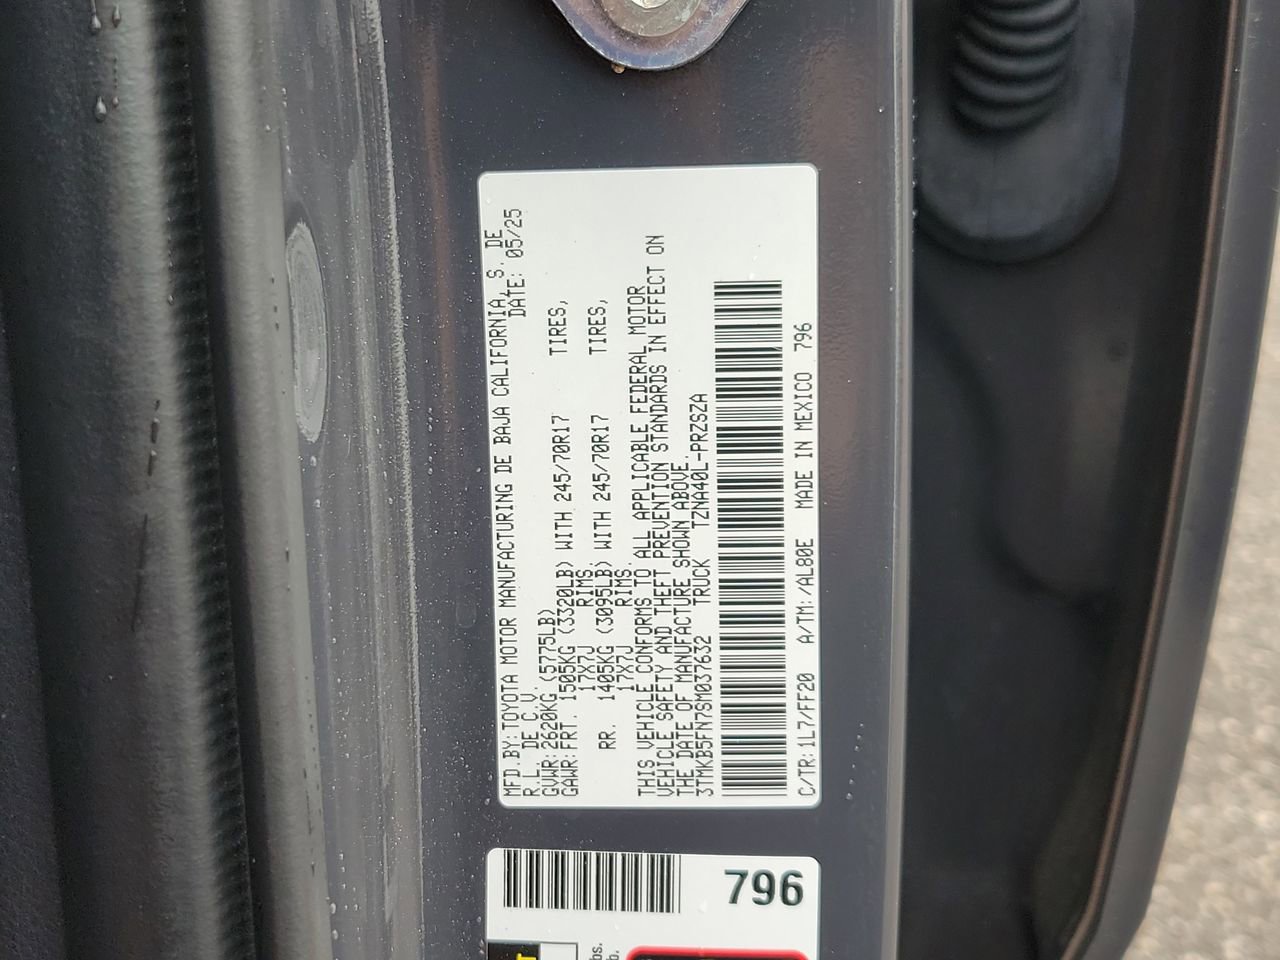 MFD.BY:TOYOTA MOTOR MANUFACTURING DE BAJA CALIFORNIA, S. DE
R.L. DE C.V. DATE: 05/25
GVWR:2620KG (5775LB)
GAWR:FRT. 1505KG (3320LB) WITH 245/70R17 TIRES,
17X7J RIMS.
RR. 1405KG (3095LB) WITH 245/70R17 TIRES,
17X7J RIMS.
THIS VEHICLE CONFORMS TO ALL APPLICABLE FEDERAL MOTOR
VEHICLE SAFETY AND THEFT PREVENTION STANDARDS IN EFFECT ON
THE DATE OF MANUFACTURE SHOWN ABOVE.
3TMKB5FN7SM037632 TRUCK TZNA40L-PRZSZA
C/TR:1L7/FF20 A/TM:/AL80E MADE IN MEXICO 796
796
bs.
b.